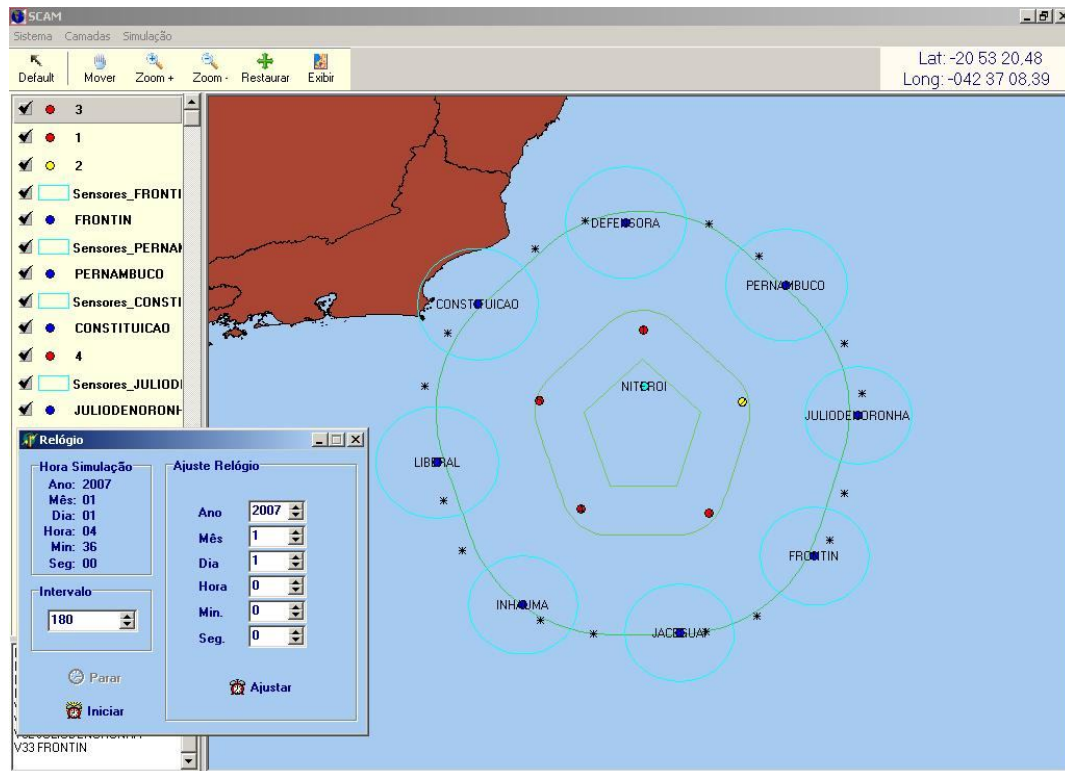 SCAM
Sistema Camadas Simulação
Default Mover Zoom + Zoom - Restaurar Exibir
Lat: -20 53 20,48
Long: -042 37 08,39
3
1
2
Sensores_FRONTI
FRONTIN
Sensores_PERNAM
PERNAMBUCO
Sensores_CONSTI
CONSTITUICAO
4
Sensores_JULIOD
JULIODENORONH
DEFENSORA
PERNAMBUCO
CONSTITUICAO
NITEROI
JULIODENORONHA
LIBERAL
FRONTIN
INHAUMA
JACEGUAI
Relógio
Hora Simulação
Ano: 2007
Mês: 01
Dia: 01
Hora: 04
Min: 36
Seg: 00
Intervalo
180
Parar
Iniciar
Ajuste Relógio
Ano 2007
Mês 1
Dia 1
Hora 0
Min. 0
Seg. 0
Ajustar
V33 FRONTIN